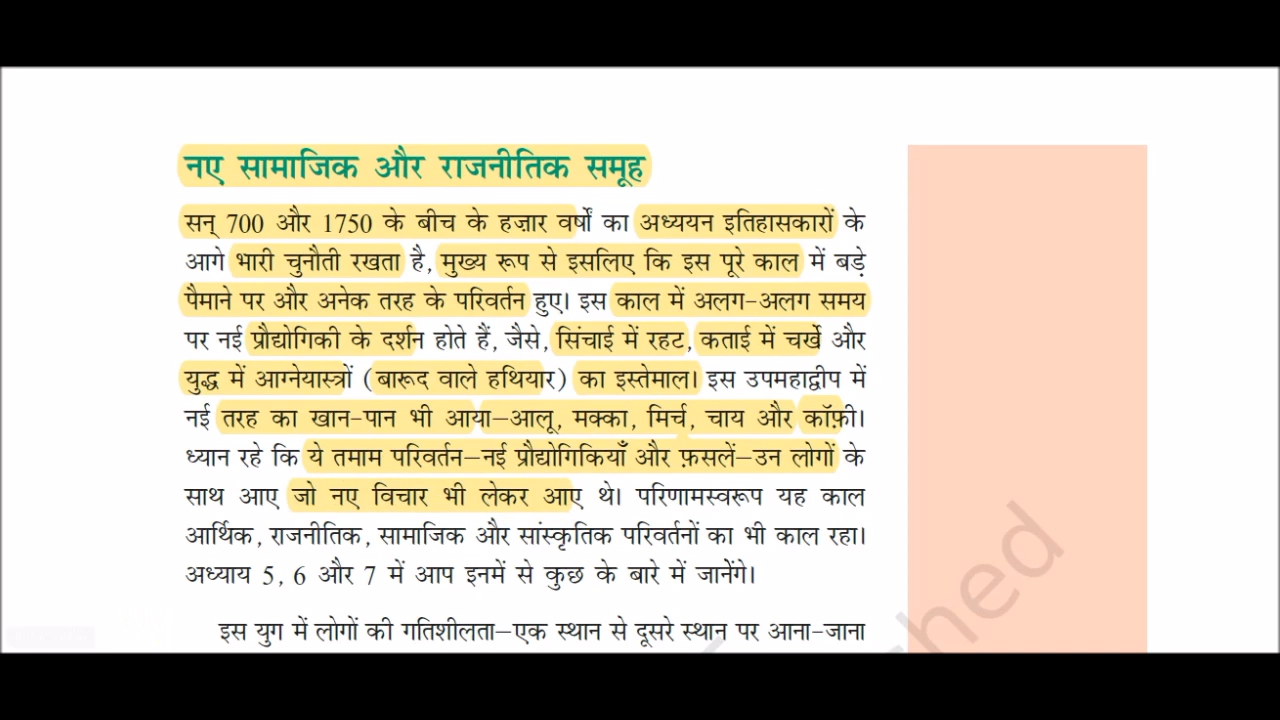 नए सामाजिक और राजनीतिक समूह
सन् 700 और 1750 के बीच के हज़ार वर्षों का अध्ययन इतिहासकारों के
आगे भारी चुनौती रखता है, मुख्य रूप से इसलिए कि इस पूरे काल में बड़े
पैमाने पर और अनेक तरह के परिवर्तन हुए। इस काल में अलग-अलग समय
पर नई प्रौद्योगिकी के दर्शन होते हैं, जैसे, सिंचाई में रहट, कताई में चर्खे और
युद्ध में आग्नेयास्त्रों (बारूद वाले हथियार) का इस्तेमाल। इस उपमहाद्वीप में
नई तरह का खान-पान भी आया—आलू, मक्का, मिर्च, चाय और कॉफ़ी।
ध्यान रहे कि ये तमाम परिवर्तन—नई प्रौद्योगिकियाँ और फ़सलें—उन लोगों के
साथ आए जो नए विचार भी लेकर आए थे। परिणामस्वरूप यह काल
आर्थिक, राजनीतिक, सामाजिक और सांस्कृतिक परिवर्तनों का भी काल रहा।
अध्याय 5, 6 और 7 में आप इनमें से कुछ के बारे में जानेंगे।
इस युग में लोगों की गतिशीलता—एक स्थान से दूसरे स्थान पर आना-जाना
shed